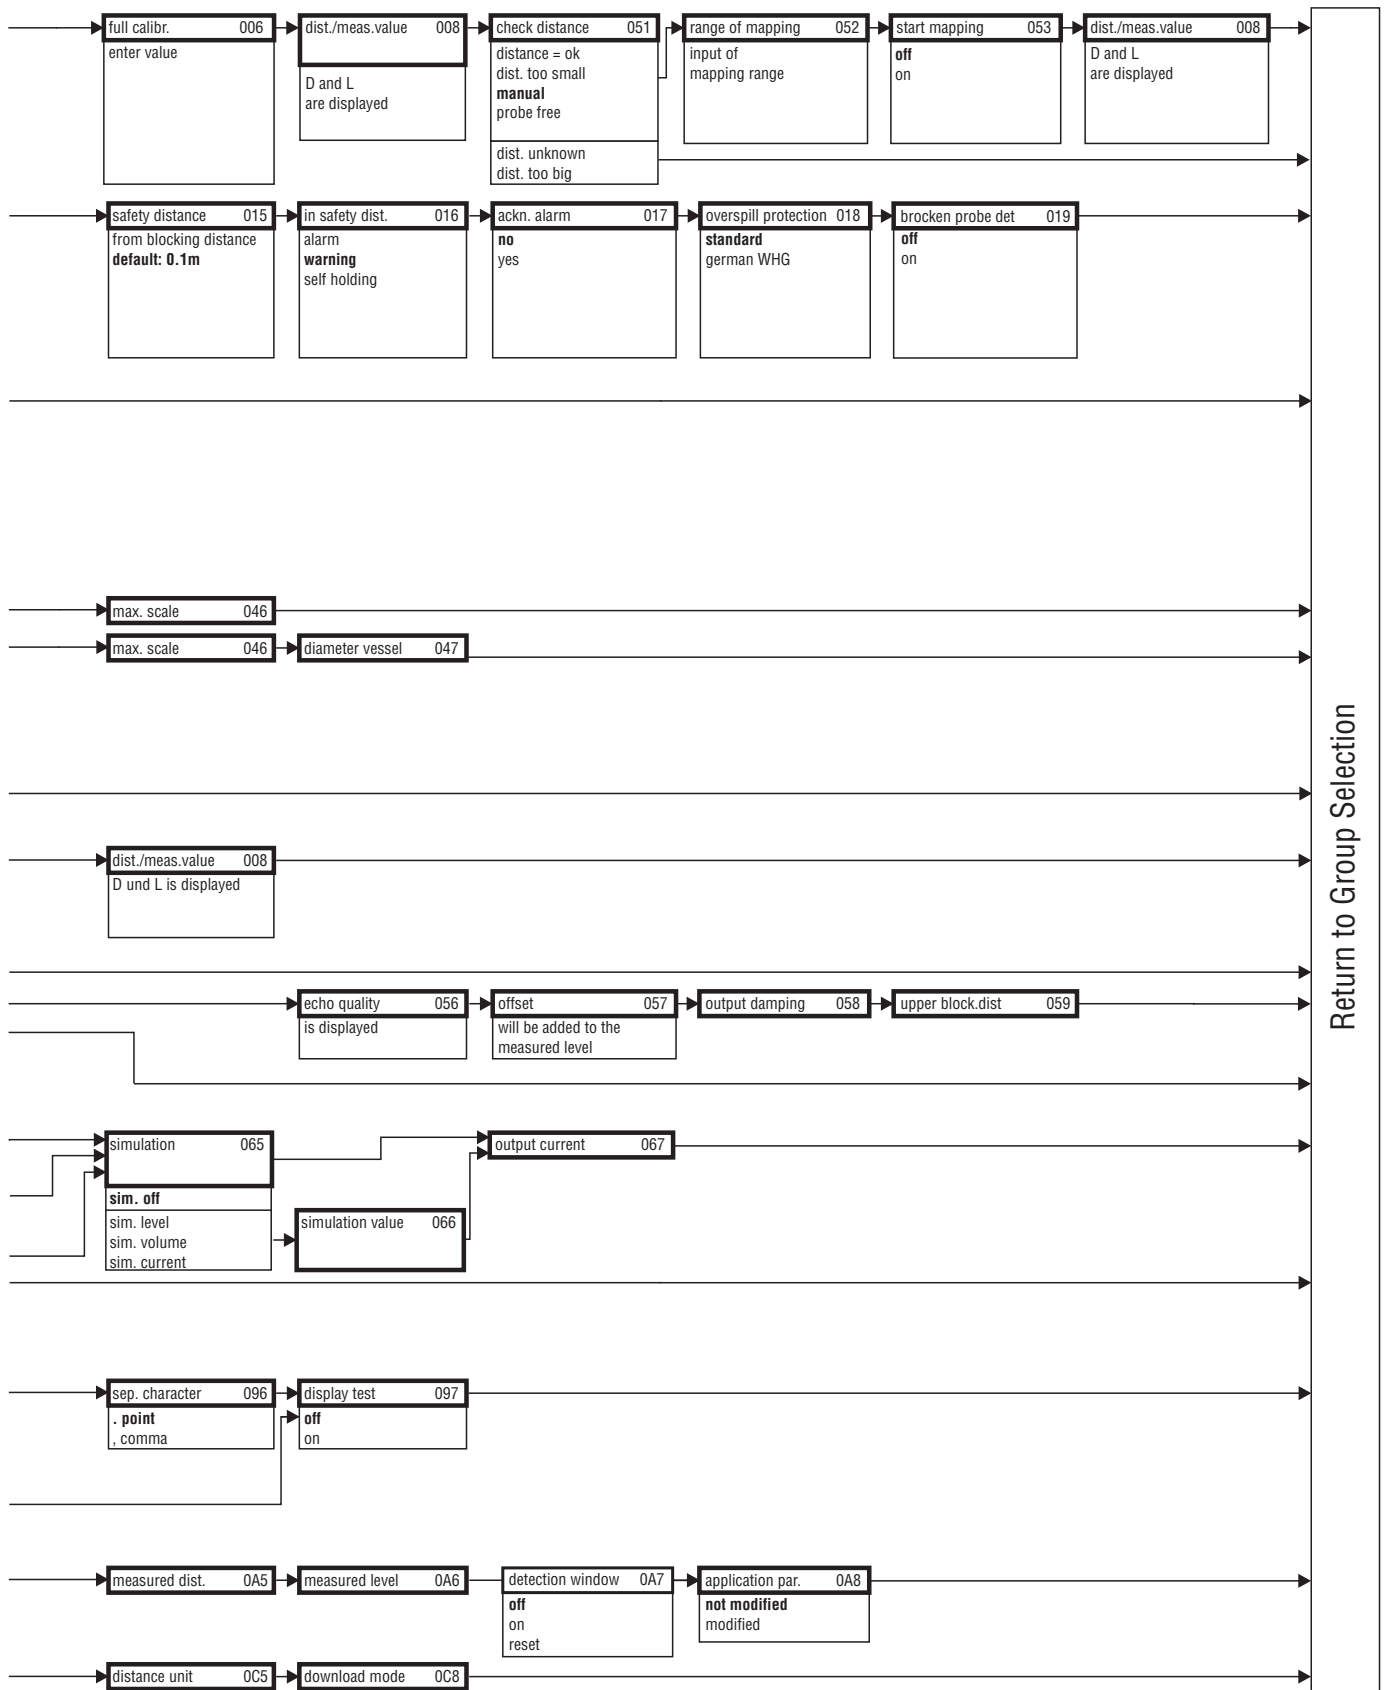 full calibr. 006
enter value
dist./meas.value 008
D and L
are displayed
check distance 051
distance = ok
dist. too small
manual
probe free
dist. unknown
dist. too big
range of mapping 052
input of
mapping range
start mapping 053
off
on
dist./meas.value 008
D and L
are displayed
safety distance 015
from blocking distance
default: 0.1m
in safety dist. 016
alarm
warning
self holding
ackn. alarm 017
no
yes
overspill protection 018
standard
german WHG
brocken probe det 019
off
on
max. scale 046
max. scale 046
diameter vessel 047
dist./meas.value 008
D und L is displayed
echo quality 056
is displayed
offset 057
will be added to the
measured level
output damping 058
upper block.dist 059
simulation 065
sim. off
sim. level
sim. volume
sim. current
simulation value 066
output current 067
sep. character 096
. point
, comma
display test 097
off
on
measured dist. 0A5
measured level 0A6
detection window 0A7
off
on
reset
application par. 0A8
not modified
modified
distance unit 0C5
download mode 0C8
Return to Group Selection